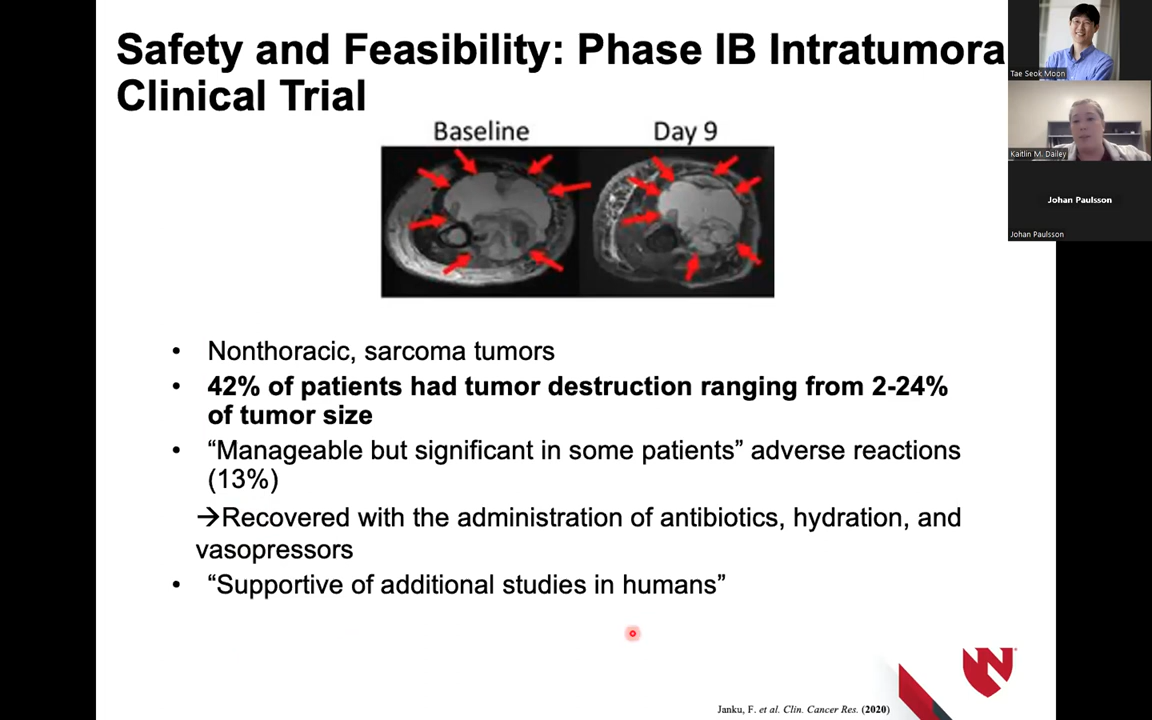 Safety and Feasibility: Phase IB Intratumora
Clinical Trial
Baseline
Day 9
• Nonthoracic, sarcoma tumors
• 42% of patients had tumor destruction ranging from 2-24%
of tumor size
• “Manageable but significant in some patients” adverse reactions
(13%)
→Recovered with the administration of antibiotics, hydration, and
vasopressors
• “Supportive of additional studies in humans”
Janku, F. et al. Clin. Cancer Res. (2020)
N
Tae Seok Moon
Kaitlin M. Dailey
Johan Paulsson
Johan Paulsson